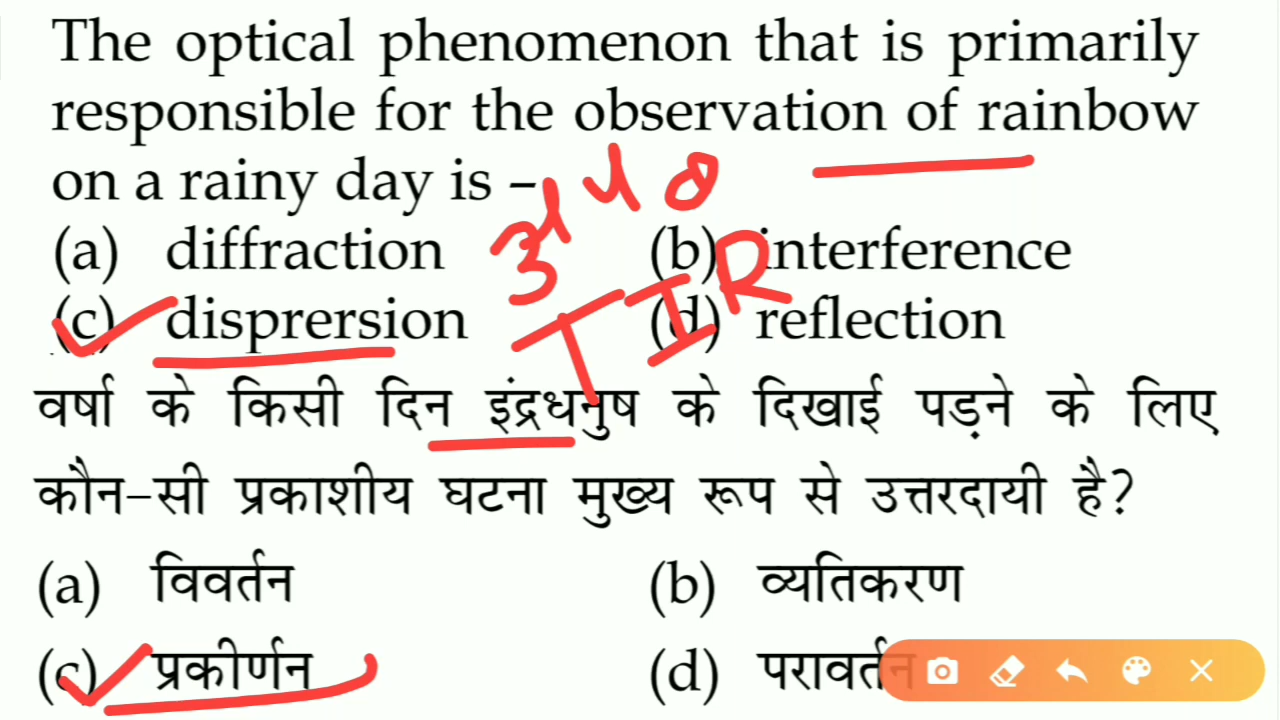 The optical phenomenon that is primarily
responsible for the observation of rainbow
on a rainy day is –
(a) diffraction (b) interference
(c) disprersion (d) reflection
TIR
वर्षा के किसी दिन इंद्रधनुष के दिखाई पड़ने के लिए
कौन–सी प्रकाशीय घटना मुख्य रूप से उत्तरदायी है?
(a) विवर्तन (b) व्यतिकरण
(c) प्रकीर्णन (d) परावर्तन